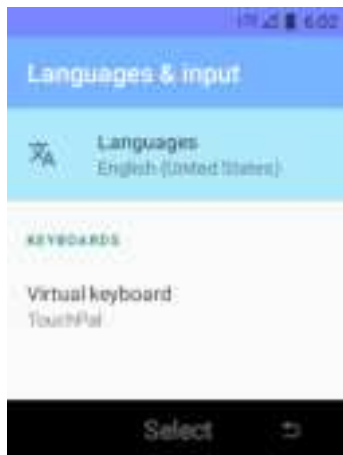 6:02
Languages & input
Languages
English (United States)
KEYBOARDS
Virtual keyboard
TouchPal
Select